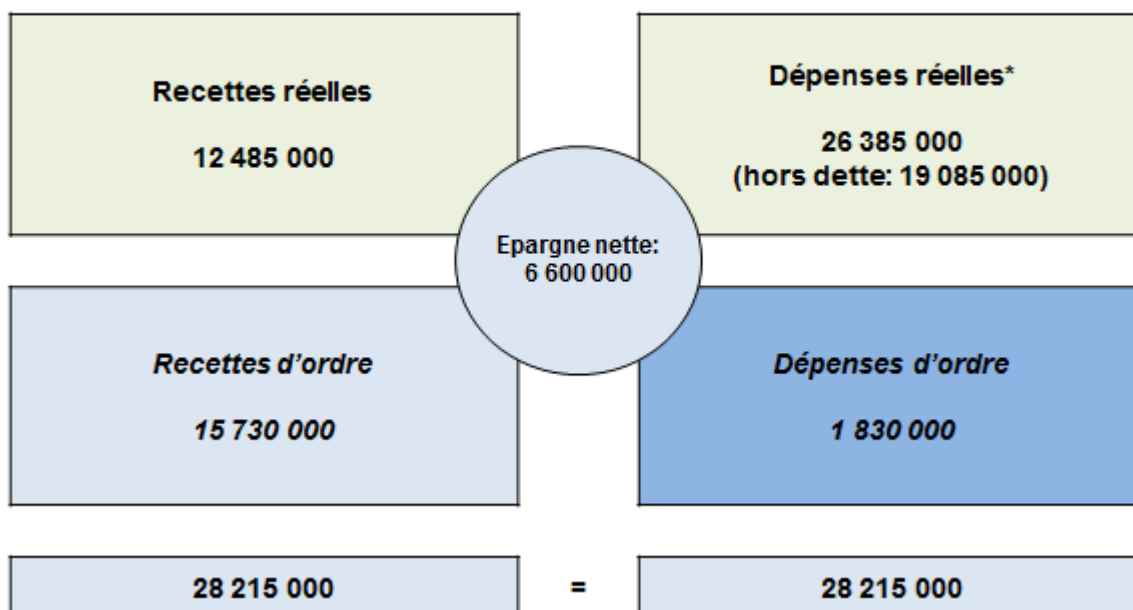 Recettes réelles
12 485 000
Dépenses réelles*
26 385 000
(hors dette: 19 085 000)
Epargne nette:
6 600 000
Recettes d’ordre
15 730 000
Dépenses d’ordre
1 830 000
28 215 000
=
28 215 000